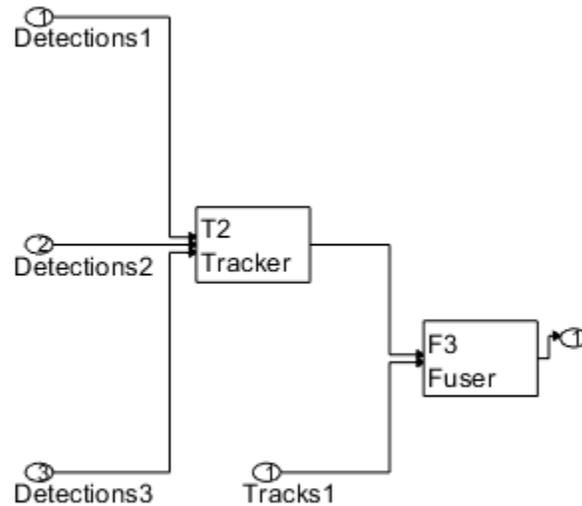 1
Detections1
T2
Tracker
2
Detections2
F3
Fuser
1
3
Detections3
1
Tracks1